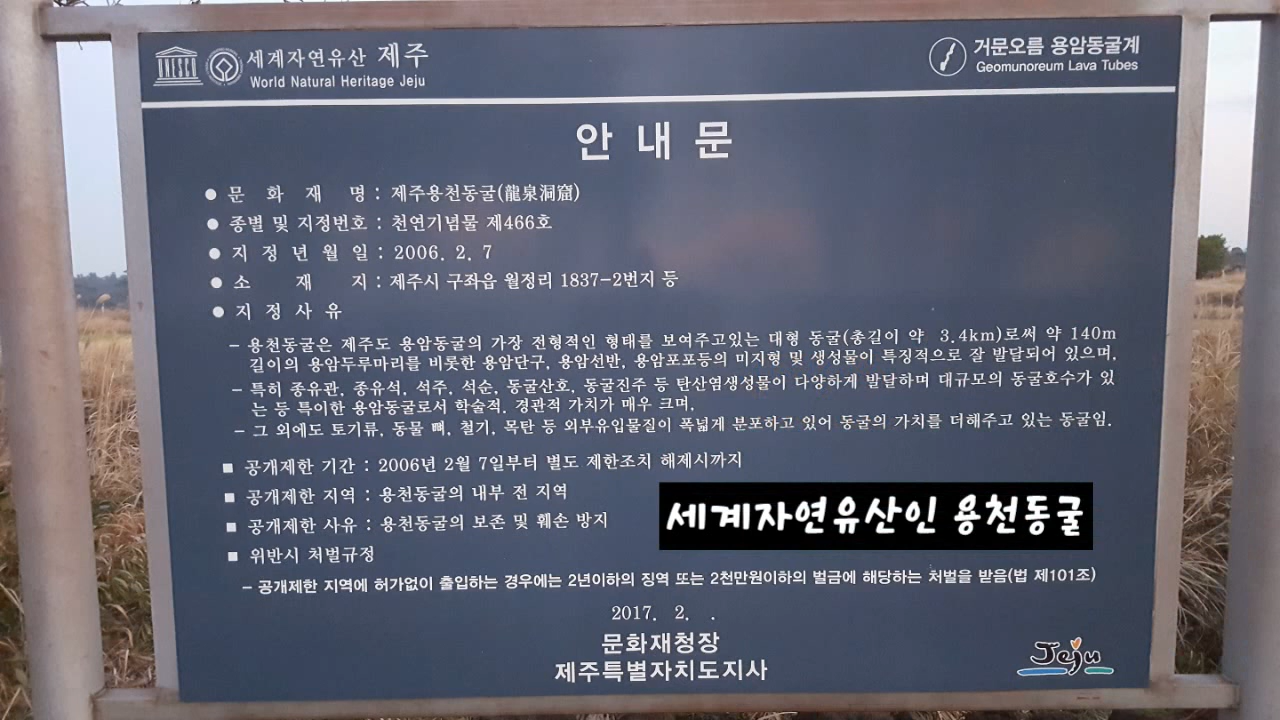 UNESCO
세계자연유산 제주
World Natural Heritage Jeju
거문오름 용암동굴계
Geomunoreum Lava Tubes
안내문
● 문 화 재 명 : 제주용천동굴(龍泉洞窟)
● 종별 및 지정번호 : 천연기념물 제466호
● 지 정 년 월 일 : 2006. 2. 7
● 소 재 지 : 제주시 구좌읍 월정리 1837-2번지 등
● 지 정 사 유
- 용천동굴은 제주도 용암동굴의 가장 전형적인 형태를 보여주고있는 대형 동굴(총길이 약 3.4km)로써 약 140m
길이의 용암두루마리를 비롯한 용암단구, 용암선반, 용암포포등의 미지형 및 생성물이 특징적으로 잘 발달되어 있으며,
- 특히 종유관, 종유석, 석주, 석순, 동굴산호, 동굴진주 등 탄산염생성물이 다양하게 발달하며 대규모의 동굴호수가 있
는 등 특이한 용암동굴로서 학술적, 경관적 가치가 매우 크며,
- 그 외에도 토기류, 동물 뼈, 철기, 목탄 등 외부유입물질이 폭넓게 분포하고 있어 동굴의 가치를 더해주고 있는 동굴임.
■ 공개제한 기간 : 2006년 2월 7일부터 별도 제한조치 해제시까지
■ 공개제한 지역 : 용천동굴의 내부 전 지역
■ 공개제한 사유 : 용천동굴의 보존 및 훼손 방지
세계자연유산인 용천동굴
■ 위반시 처벌규정
- 공개제한 지역에 허가없이 출입하는 경우에는 2년이하의 징역 또는 2천만원이하의 벌금에 해당하는 처벌을 받음(법 제101조)
2017. 2. .
문화재청장
제주특별자치도지사
Jeju